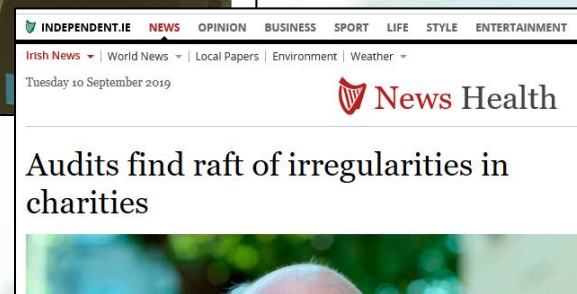 INDEPENDENT.IE NEWS OPINION BUSINESS SPORT LIFE STYLE ENTERTAINMENT
Irish News World News Local Papers Environment Weather
Tuesday 10 September 2019
News Health
Audits find raft of irregularities in
charities